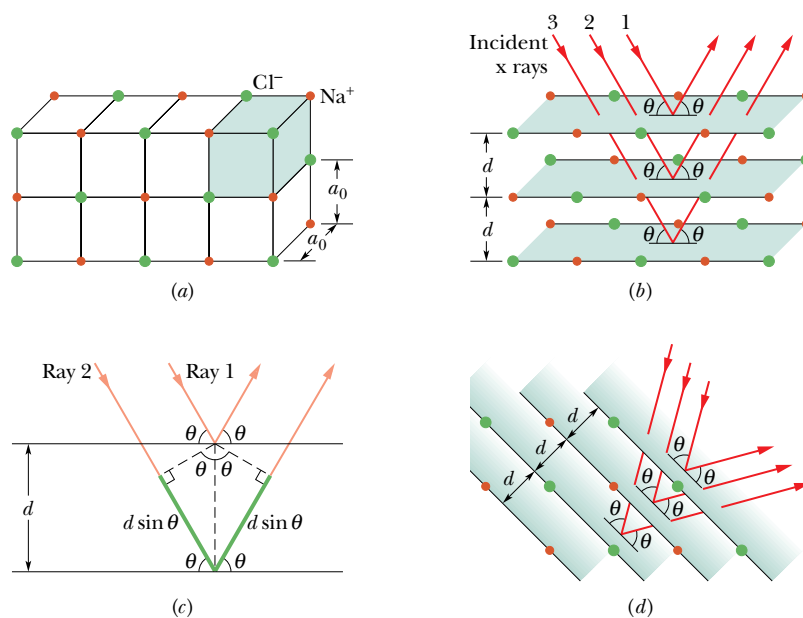 Cl⁻
Na⁺
a₀
a₀
(a)
3 2 1
Incident
x rays
θ θ
d
θ θ
d
θ θ
(b)
Ray 2 Ray 1
θ θ
θ θ
d
d sin θ d sin θ
θ θ
(c)
d
d
d
θ
θ
θ
θ
θ
θ
(d)